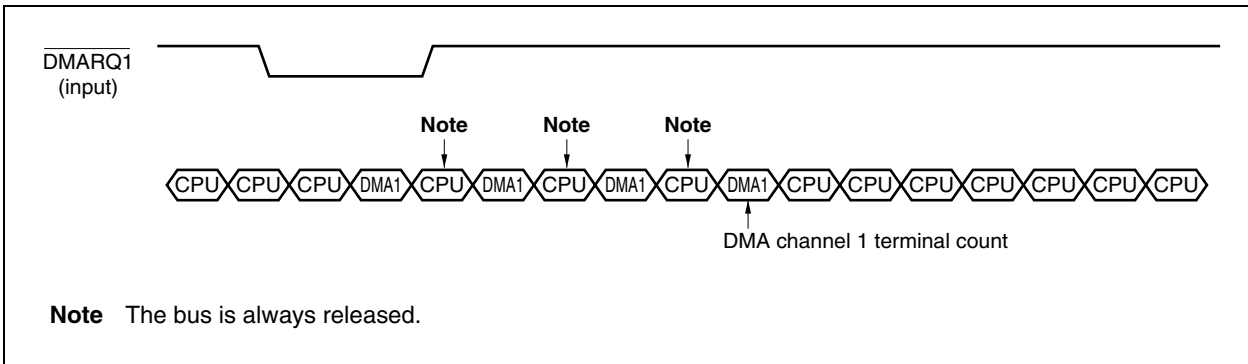 DMARQ1
(input)
Note Note Note
CPU CPU CPU DMA1 CPU DMA1 CPU DMA1 CPU DMA1 CPU CPU CPU CPU CPU CPU CPU
DMA channel 1 terminal count
Note The bus is always released.